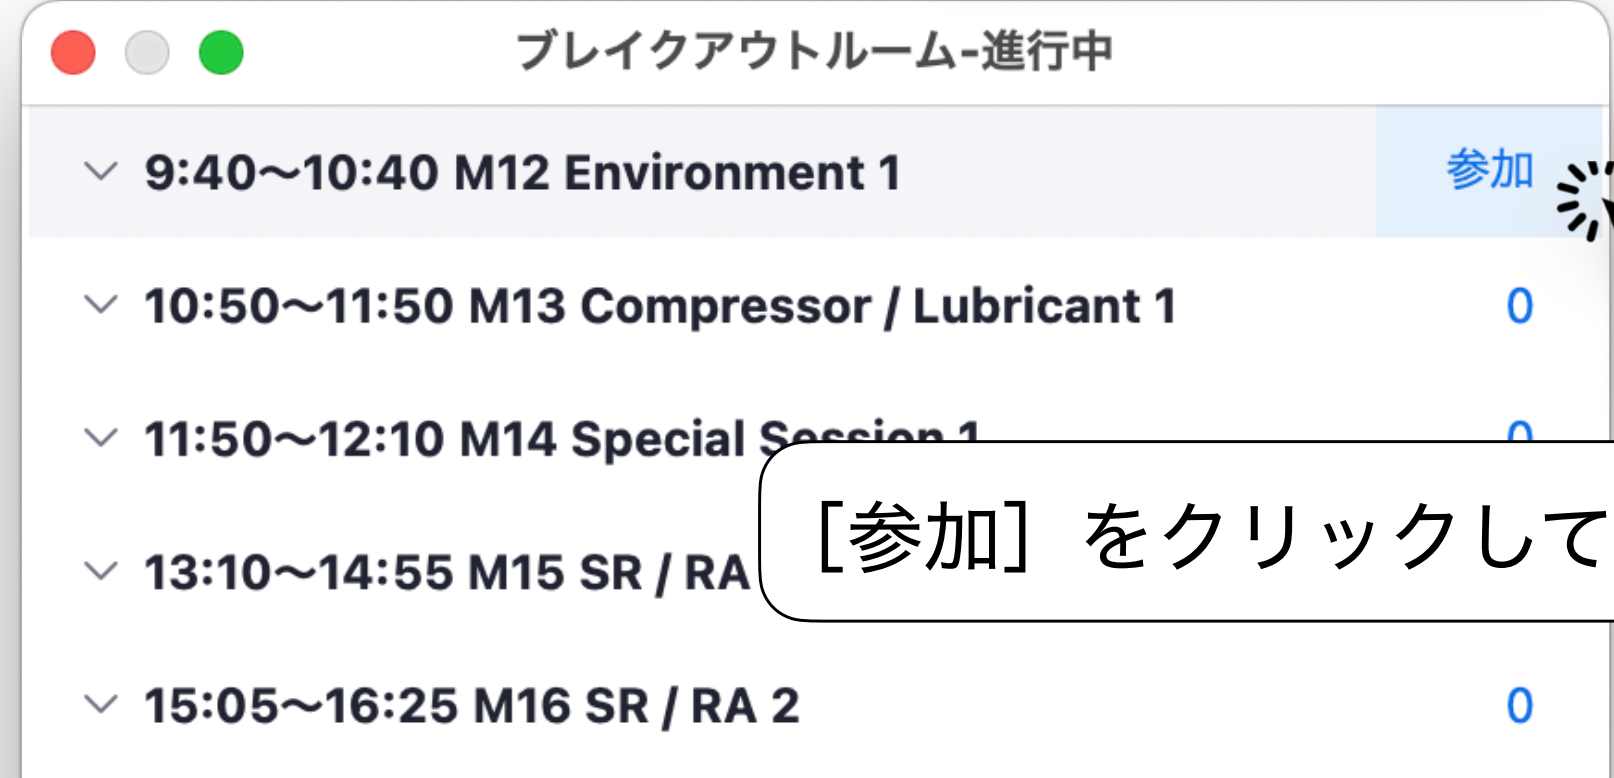 ブレイクアウトルーム-進行中
9:40〜10:40 M12 Environment 1 参加
10:50〜11:50 M13 Compressor / Lubricant 1 0
11:50〜12:10 M14 Special Session 1 0
［参加］をクリックして
13:10〜14:55 M15 SR / RA
15:05〜16:25 M16 SR / RA 2 0